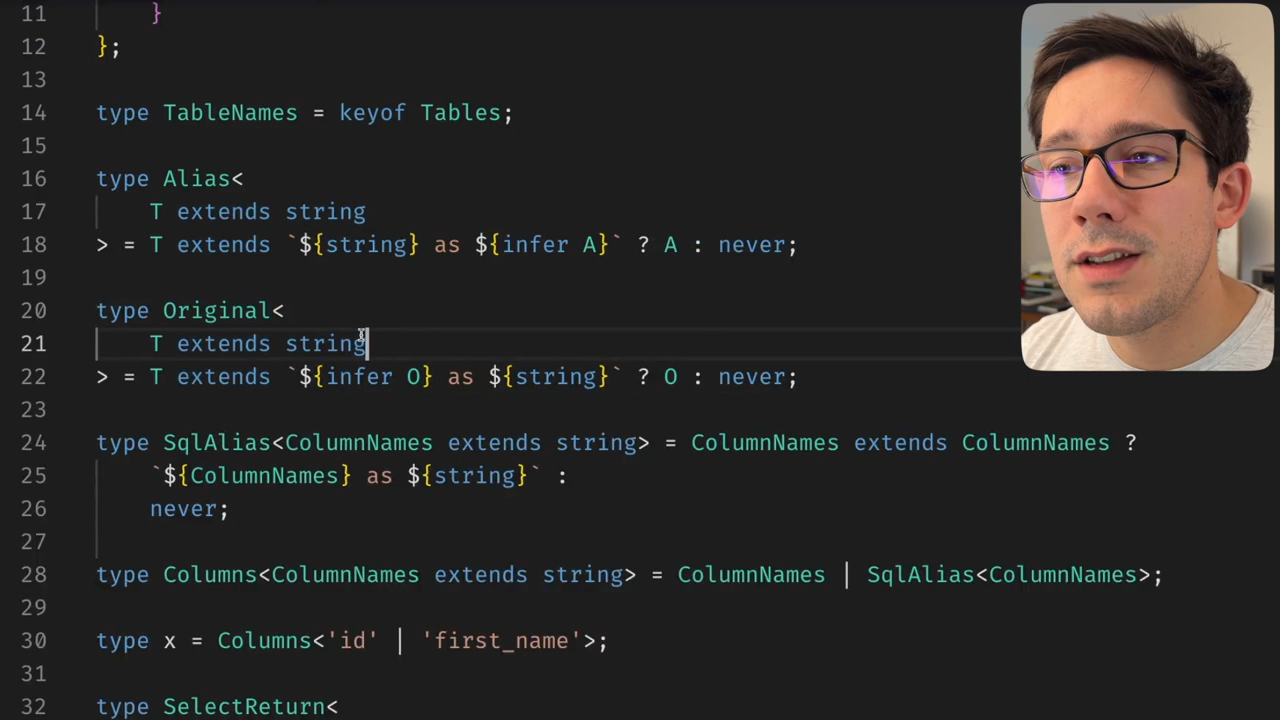 11 }
12 };
13
14 type TableNames = keyof Tables;
15
16 type Alias<
17 T extends string
18 > = T extends `${string} as ${infer A}` ? A : never;
19
20 type Original<
21 T extends string
22 > = T extends `${infer O} as ${string}` ? O : never;
23
24 type SqlAlias<ColumnNames extends string> = ColumnNames extends ColumnNames ?
25 `${ColumnNames} as ${string}` :
26 never;
27
28 type Columns<ColumnNames extends string> = ColumnNames | SqlAlias<ColumnNames>;
29
30 type x = Columns<'id' | 'first_name'>;
31
32 type SelectReturn<